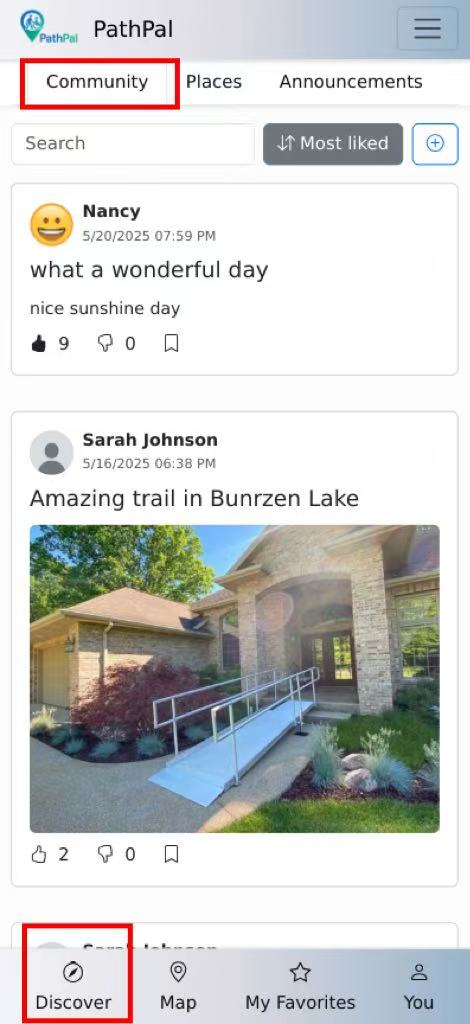 PathPal
PathPal
Community
Places
Announcements
Search
Most liked
Nancy
5/20/2025 07:59 PM
what a wonderful day
nice sunshine day
9
0
Sarah Johnson
5/16/2025 06:38 PM
Amazing trail in Bunrzen Lake
2
0
Sarah Johnson
Discover
Map
My Favorites
You